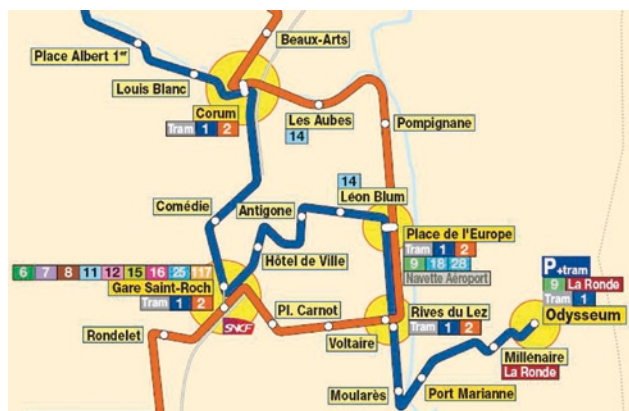 Beaux-Arts
Place Albert 1er
Louis Blanc
Corum
Tram 1 2
Les Aubes
14
Pompignane
14
Léon Blum
Comédie
Antigone
Place de l'Europe
Tram 1 2
9 18 28
Navette Aéroport
Hôtel de Ville
6 7 8 11 12 15 16 25 117
Gare Saint-Roch
Tram 1 2
SNCF
P+tram
9 La Ronde
Tram 1
Odysseum
Pl. Carnot
Rives du Lez
Tram 1 2
Rondelet
Voltaire
Millénaire
La Ronde
Moularès
Port Marianne